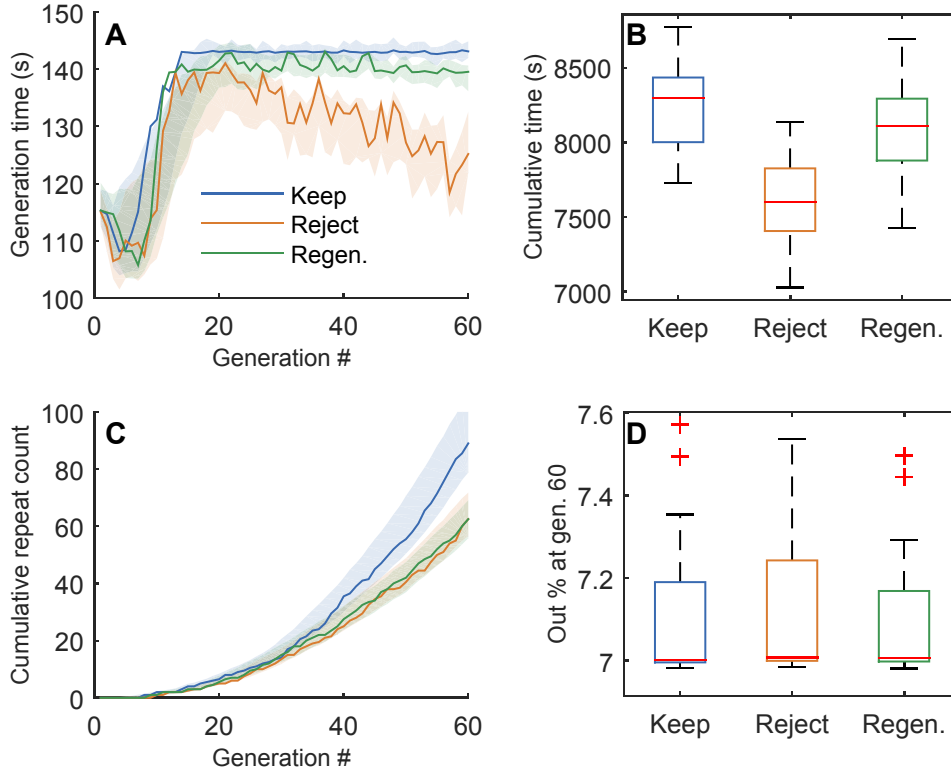 A
Generation time (s)
150
140
130
120
110
100
Keep
Reject
Regen.
0
20
40
60
Generation #
B
Cumulative time (s)
8500
8000
7500
7000
Keep
Reject
Regen.
C
Cumulative repeat count
100
80
60
40
20
0
0
20
40
60
Generation #
D
Out % at gen. 60
7.6
7.4
7.2
7
Keep
Reject
Regen.